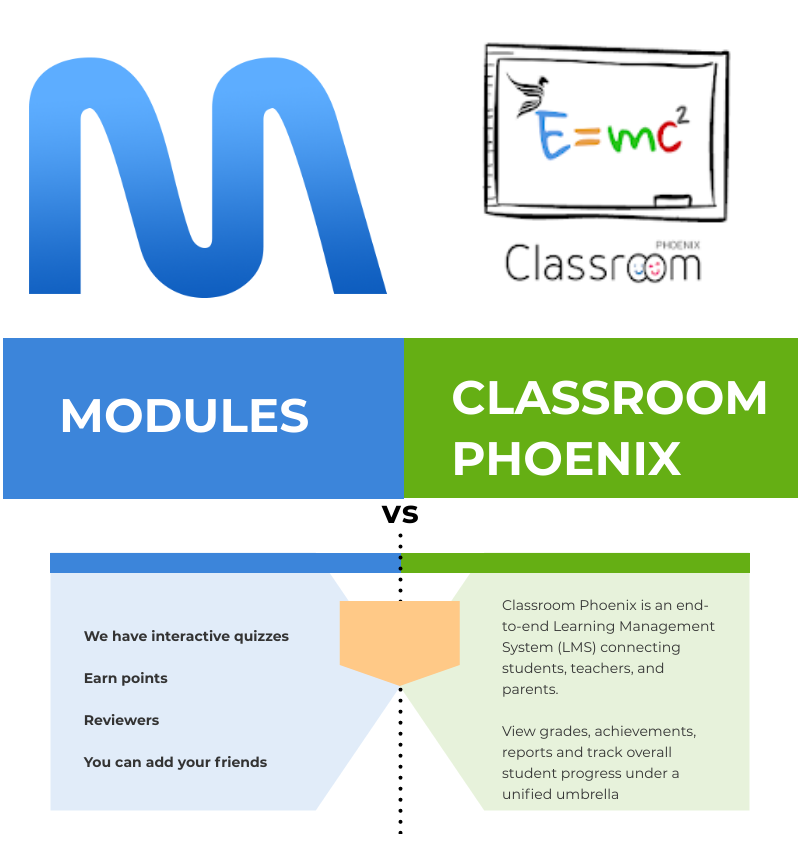 E=mc²
PHOENIX
Classroom
MODULES
CLASSROOM
PHOENIX
VS
We have interactive quizzes
Earn points
Reviewers
You can add your friends
Classroom Phoenix is an end-
to-end Learning Management
System (LMS) connecting
students, teachers, and
parents.
View grades, achievements,
reports and track overall
student progress under a
unified umbrella